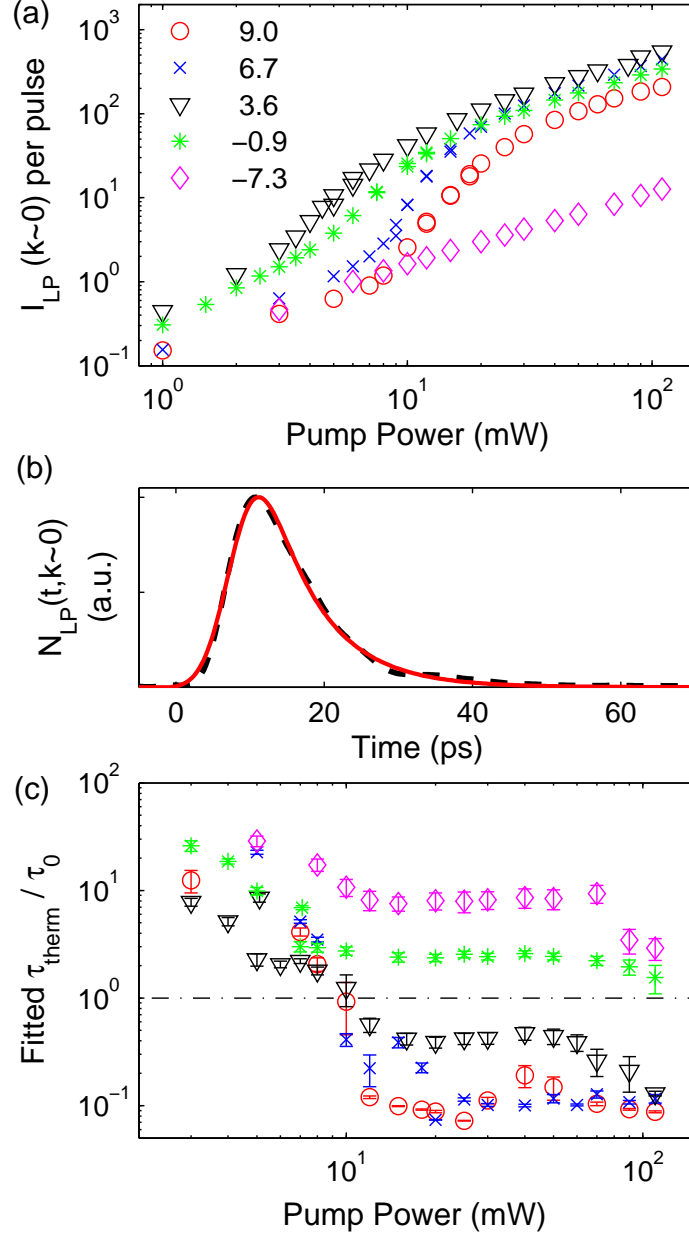 (a)
10^3
10^2
10^1
10^0
10^−1
I_LP (k~0) per pulse
9.0
6.7
3.6
−0.9
−7.3
10^0
10^1
10^2
Pump Power (mW)
(b)
N_LP(t,k~0)
(a.u.)
0
20
40
60
Time (ps)
(c)
10^2
10^1
10^0
10^−1
Fitted τ_therm / τ_0
10^1
10^2
Pump Power (mW)